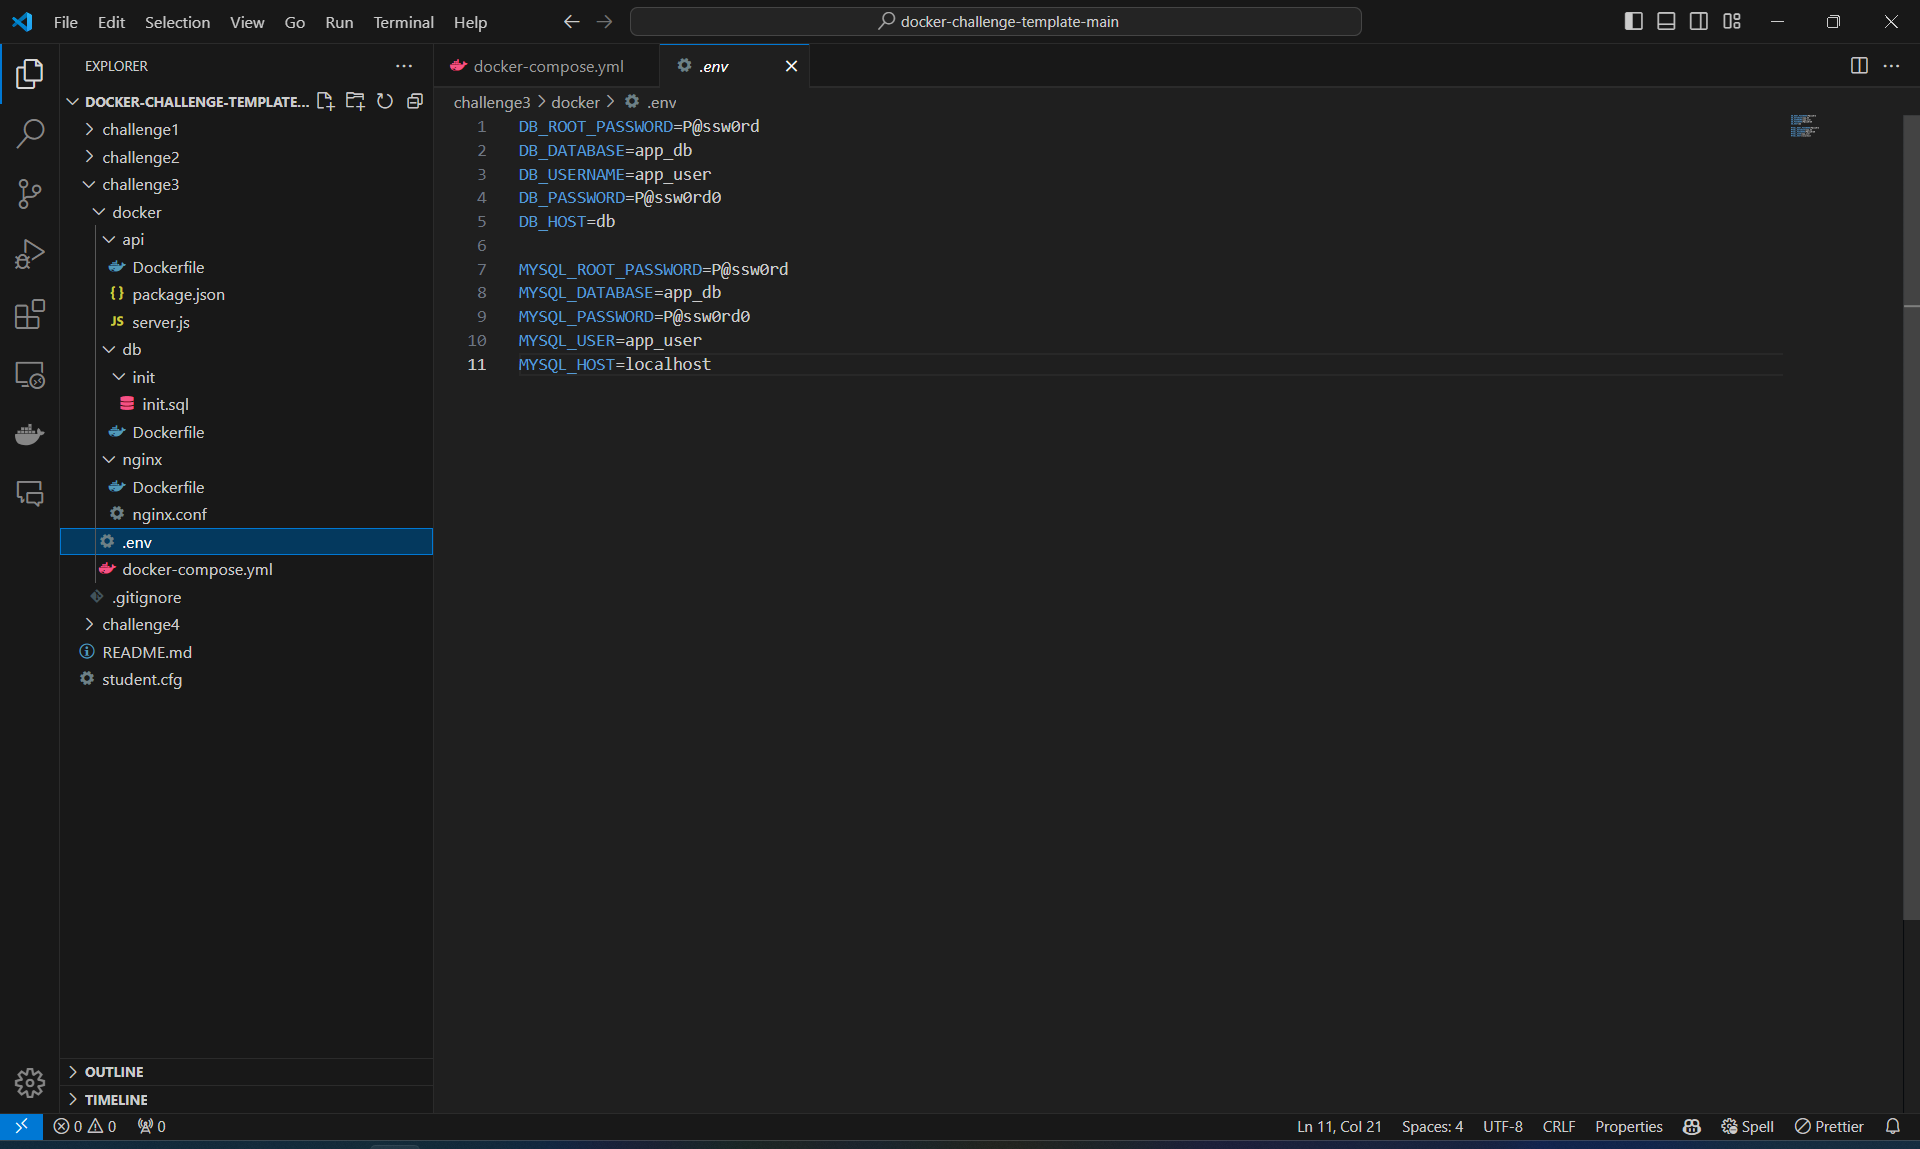 File Edit Selection View Go Run Terminal Help
docker-challenge-template-main
EXPLORER
DOCKER-CHALLENGE-TEMPLATE...
challenge1
challenge2
challenge3
docker
api
Dockerfile
{} package.json
JS server.js
db
init
init.sql
Dockerfile
nginx
Dockerfile
nginx.conf
.env
docker-compose.yml
.gitignore
challenge4
README.md
student.cfg
OUTLINE
TIMELINE
docker-compose.yml
.env
challenge3 > docker > .env
1 DB_ROOT_PASSWORD=P@ssw0rd
2 DB_DATABASE=app_db
3 DB_USERNAME=app_user
4 DB_PASSWORD=P@ssw0rd0
5 DB_HOST=db
6
7 MYSQL_ROOT_PASSWORD=P@ssw0rd
8 MYSQL_DATABASE=app_db
9 MYSQL_PASSWORD=P@ssw0rd0
10 MYSQL_USER=app_user
11 MYSQL_HOST=localhost
0 0 0 Ln 11, Col 21 Spaces: 4 UTF-8 CRLF Properties Spell Prettier